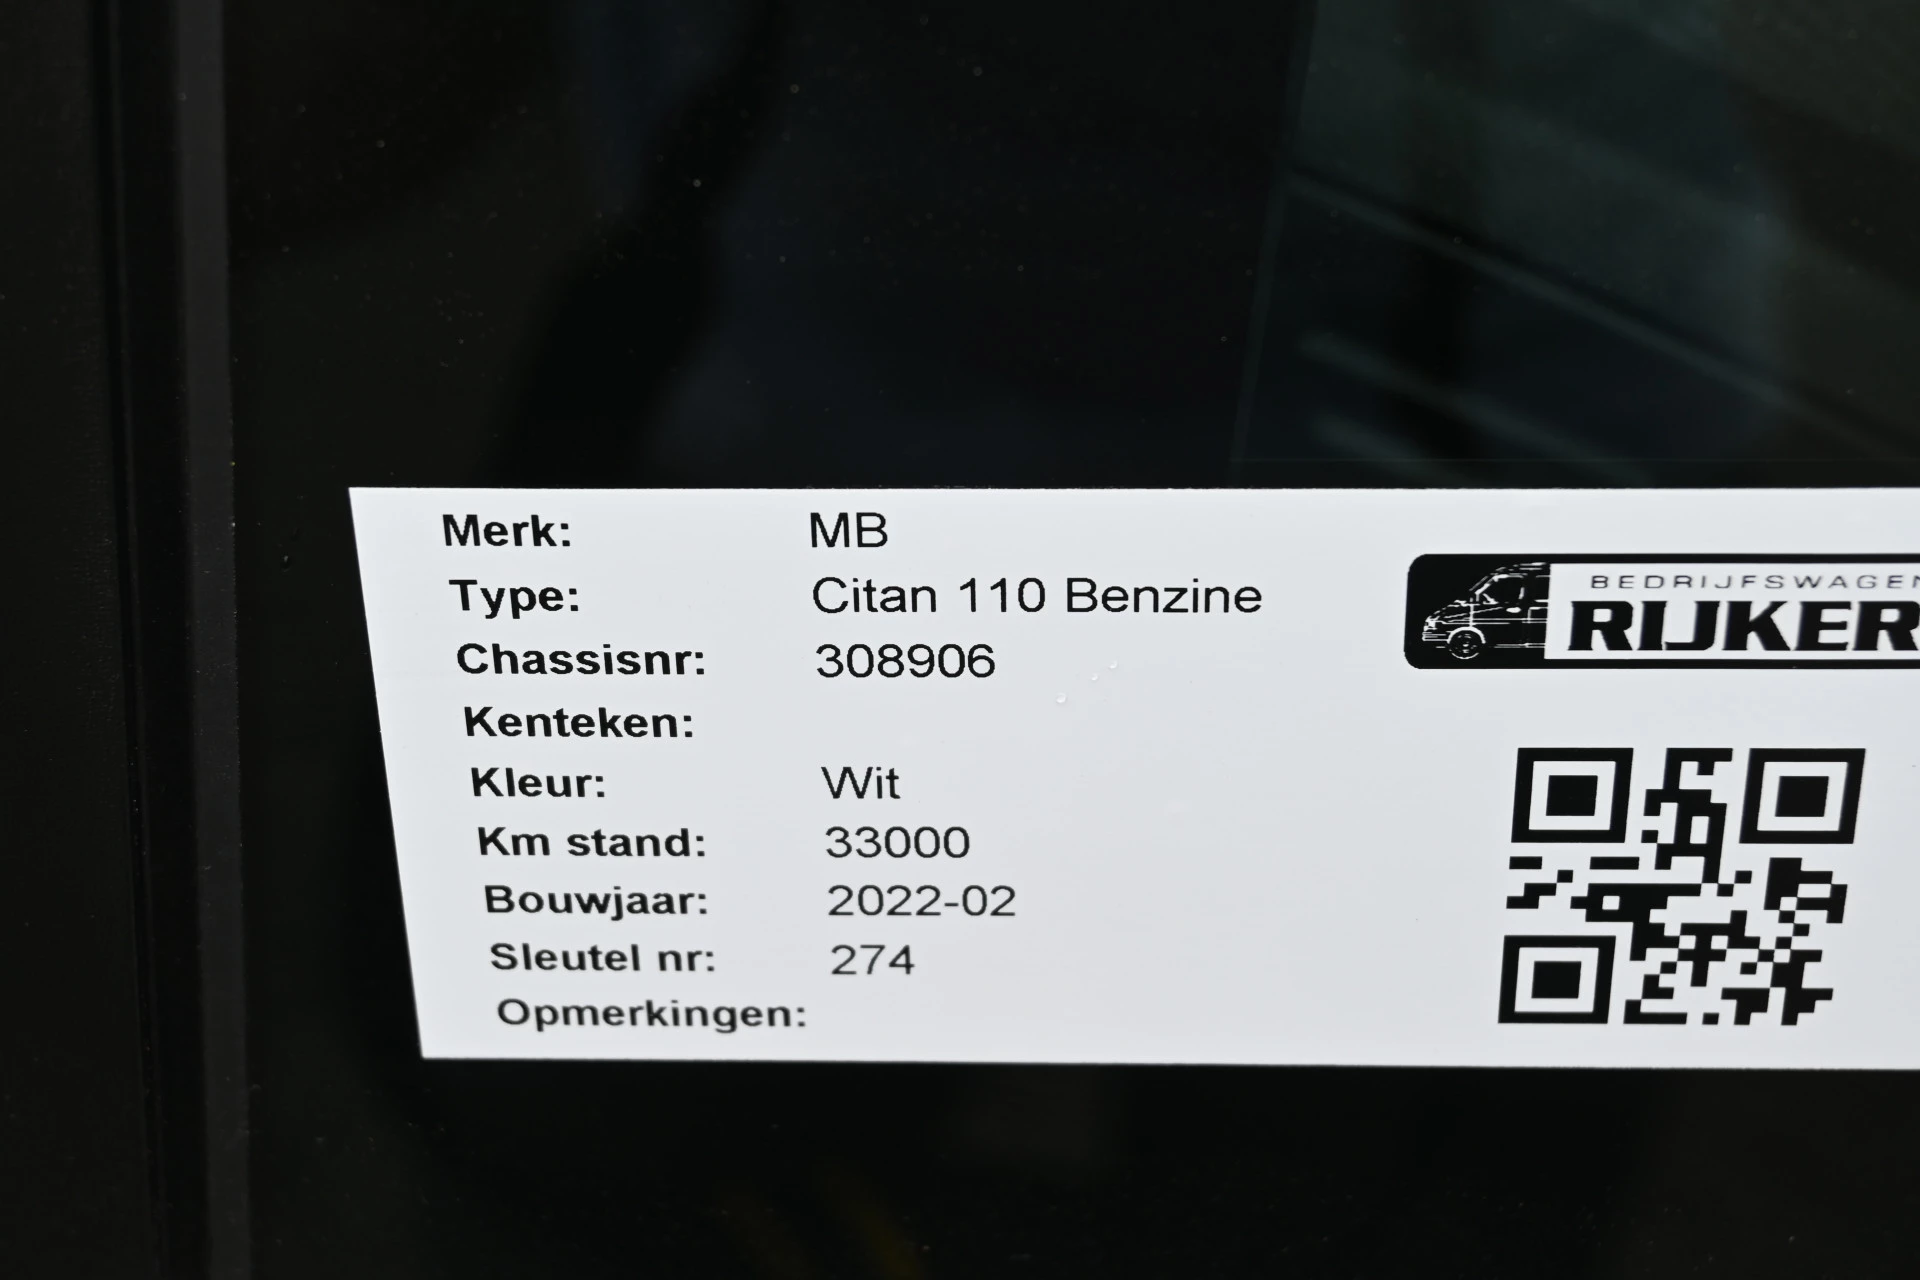 Merk: MB
Type: Citan 110 Benzine
Chassisnr: 308906
Kenteken:
Kleur: Wit
Km stand: 33000
Bouwjaar: 2022-02
Sleutel nr: 274
Opmerkingen:
BEDRIJFSWAGEN
RIJKER